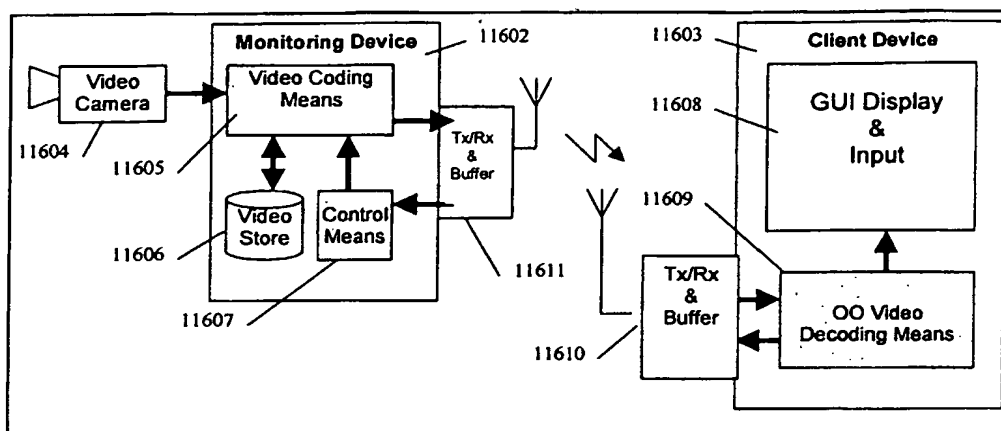 Monitoring Device
11602
11603
Client Device
Video
Camera
Video Coding
Means
GUI Display
&
Input
11608
11604
11605
Tx/Rx
&
Buffer
Video
Store
Control
Means
11606
11607
11611
11609
Tx/Rx
&
Buffer
OO Video
Decoding Means
11610